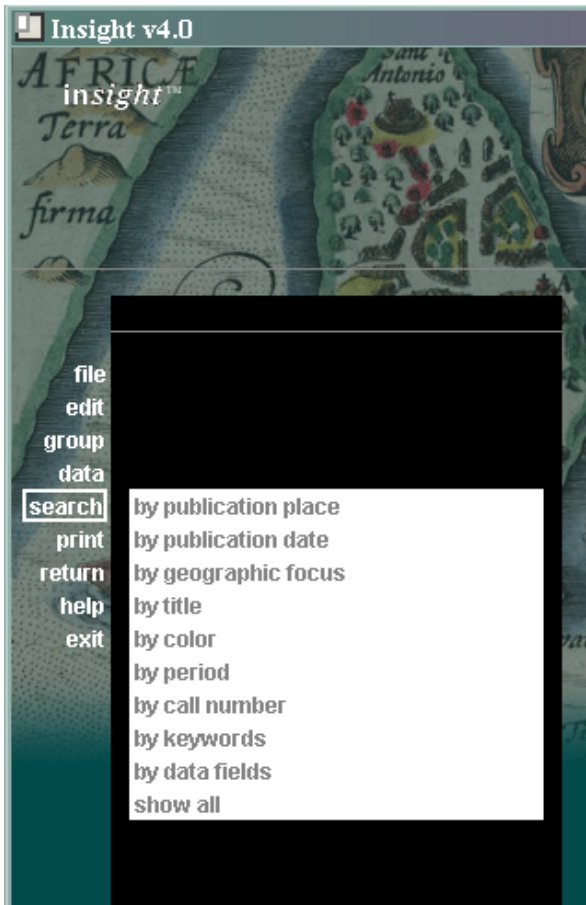 Insight v4.0
Sant
Antonio
AFRICÆ
insight™
Terra
firma
file
edit
group
data
search
print
return
help
exit
by publication place
by publication date
by geographic focus
by title
by color
by period
by call number
by keywords
by data fields
show all